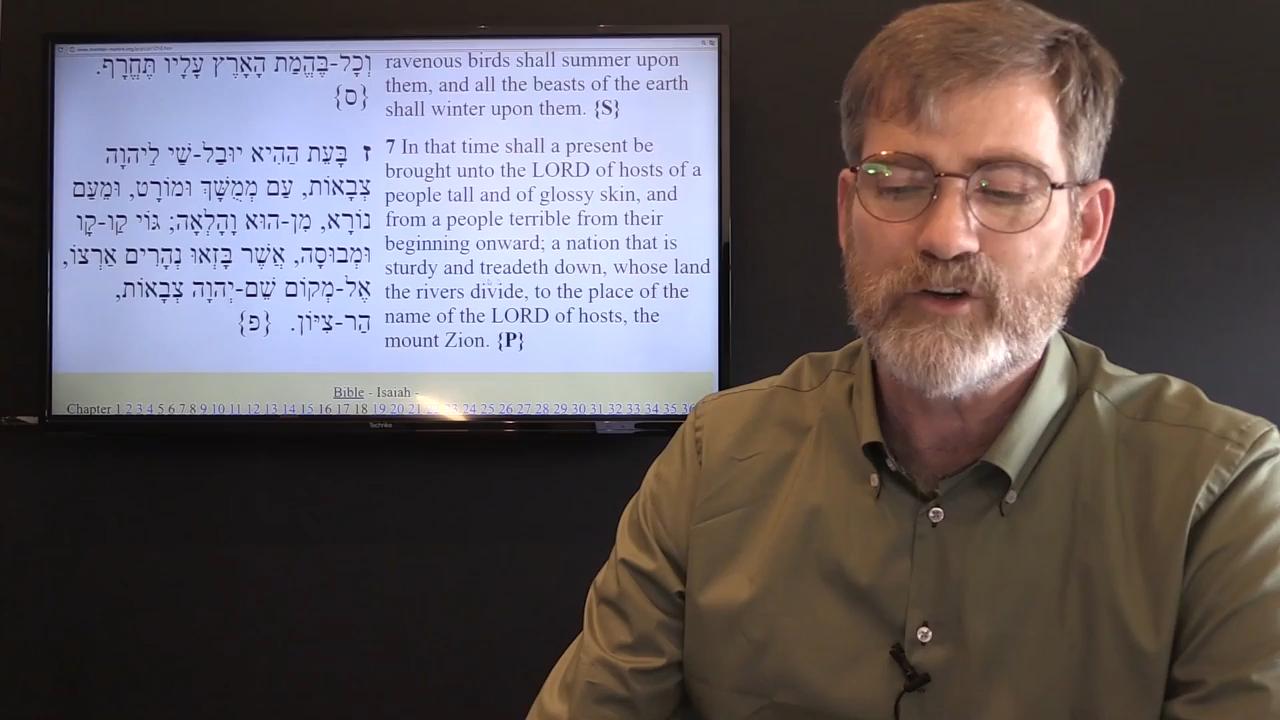 וְכָל-בֶּהֱמַת הָאָרֶץ עָלָיו תֶּחֱרָף.
{ס}
ravenous birds shall summer upon
them, and all the beasts of the earth
shall winter upon them. {S}
ז בָּעֵת הַהִיא יוּבַל-שַׁי לַיהוָה
צְבָאוֹת, עַם מְמֻשָּׁךְ וּמוֹרָט, וּמֵעַם
נוֹרָא, מִן-הוּא וָהָלְאָה; גּוֹי קַו-קָו
וּמְבוּסָה, אֲשֶׁר בָּזְאוּ נְהָרִים אַרְצוֹ,
אֶל-מְקוֹם שֵׁם-יְהוָה צְבָאוֹת,
הַר-צִיּוֹן. {פ}
7 In that time shall a present be
brought unto the LORD of hosts of a
people tall and of glossy skin, and
from a people terrible from their
beginning onward; a nation that is
sturdy and treadeth down, whose land
the rivers divide, to the place of the
name of the LORD of hosts, the
mount Zion. {P}
Bible - Isaiah -
Chapter 1 2 3 4 5 6 7 8 9 10 11 12 13 14 15 16 17 18 19 20 21 23 24 25 26 27 28 29 30 31 32 33 34 35 36
Technika